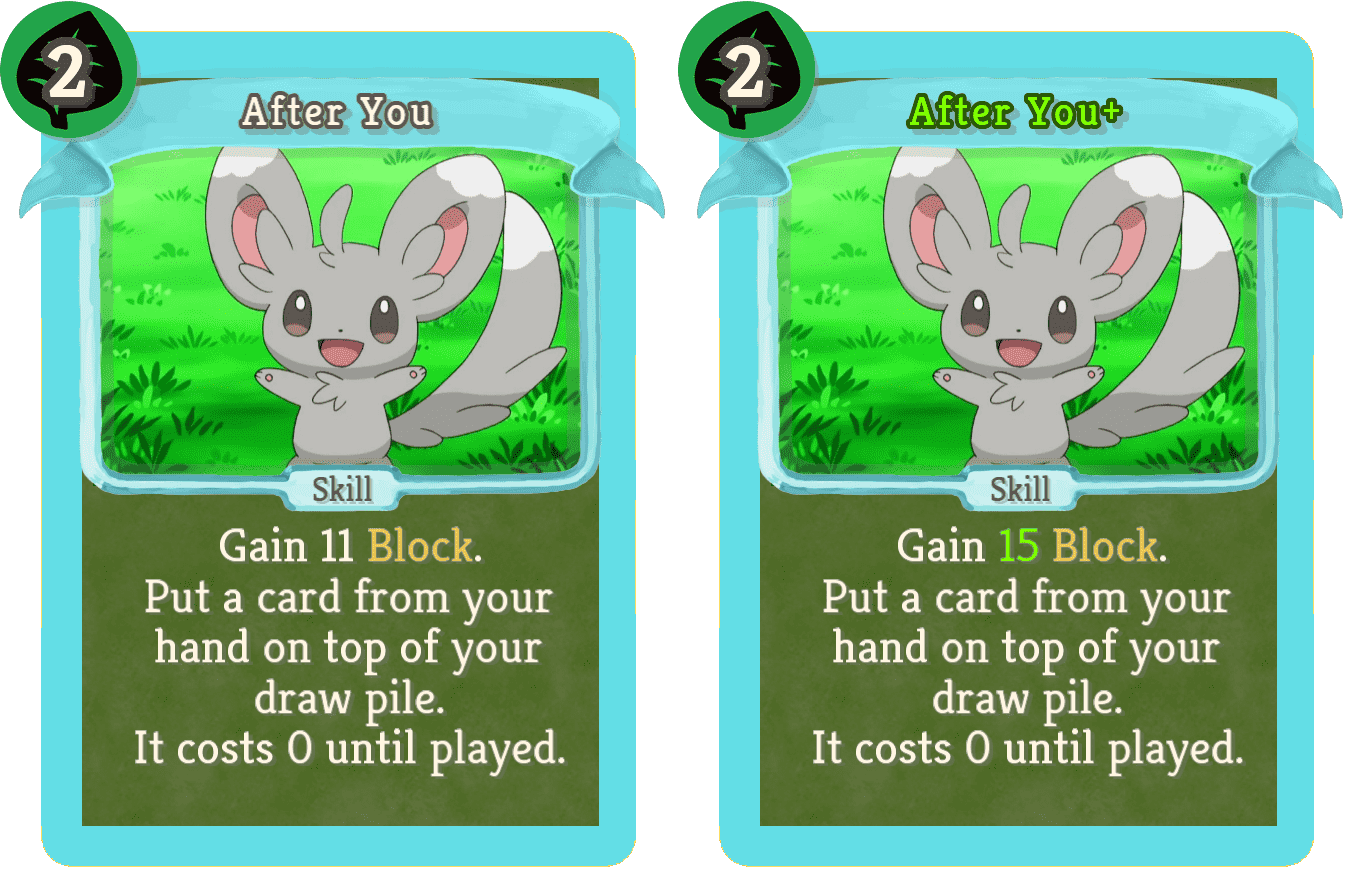 2
After You
Skill
Gain 11 Block.
Put a card from your
hand on top of your
draw pile.
It costs 0 until played.
2
After You+
Skill
Gain 15 Block.
Put a card from your
hand on top of your
draw pile.
It costs 0 until played.